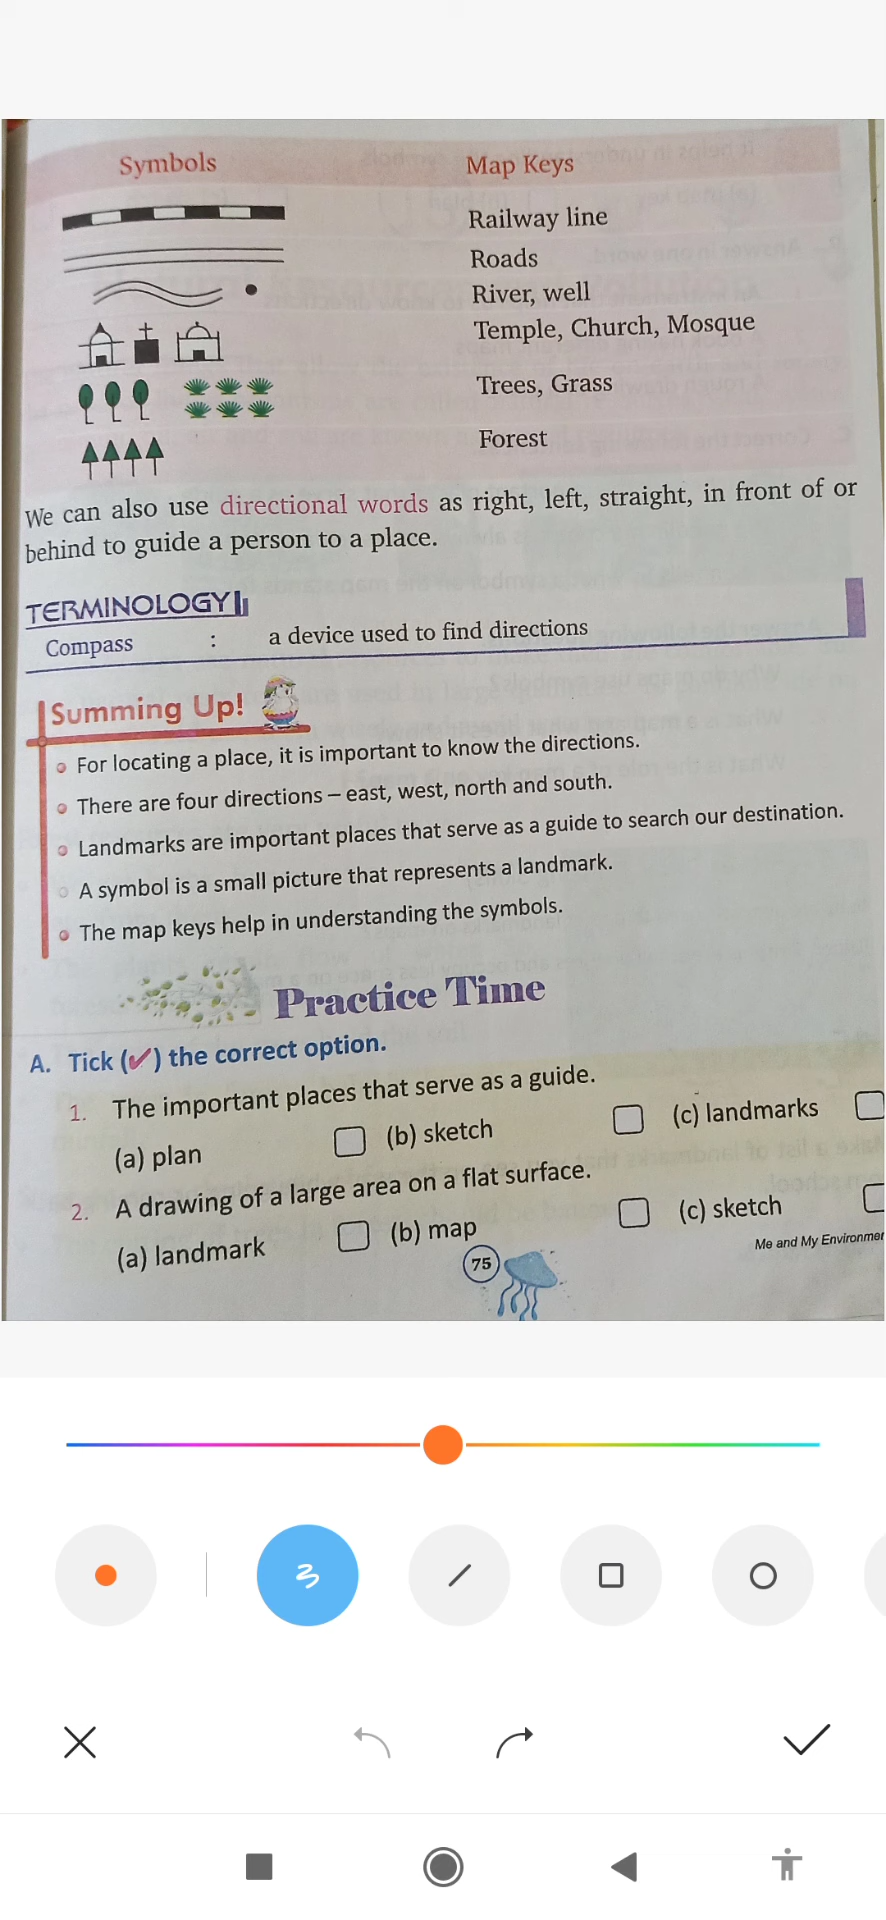 Symbols Map Keys
Railway line
Roads
River, well
Temple, Church, Mosque
Trees, Grass
Forest
We can also use directional words as right, left, straight, in front of or
behind to guide a person to a place.
TERMINOLOGY
Compass : a device used to find directions
Summing Up!
For locating a place, it is important to know the directions.
There are four directions – east, west, north and south.
Landmarks are important places that serve as a guide to search our destination.
A symbol is a small picture that represents a landmark.
The map keys help in understanding the symbols.
Practice Time
A. Tick (✓) the correct option.
1. The important places that serve as a guide.
(a) plan (b) sketch (c) landmarks
2. A drawing of a large area on a flat surface.
(a) landmark (b) map (c) sketch
75
Me and My